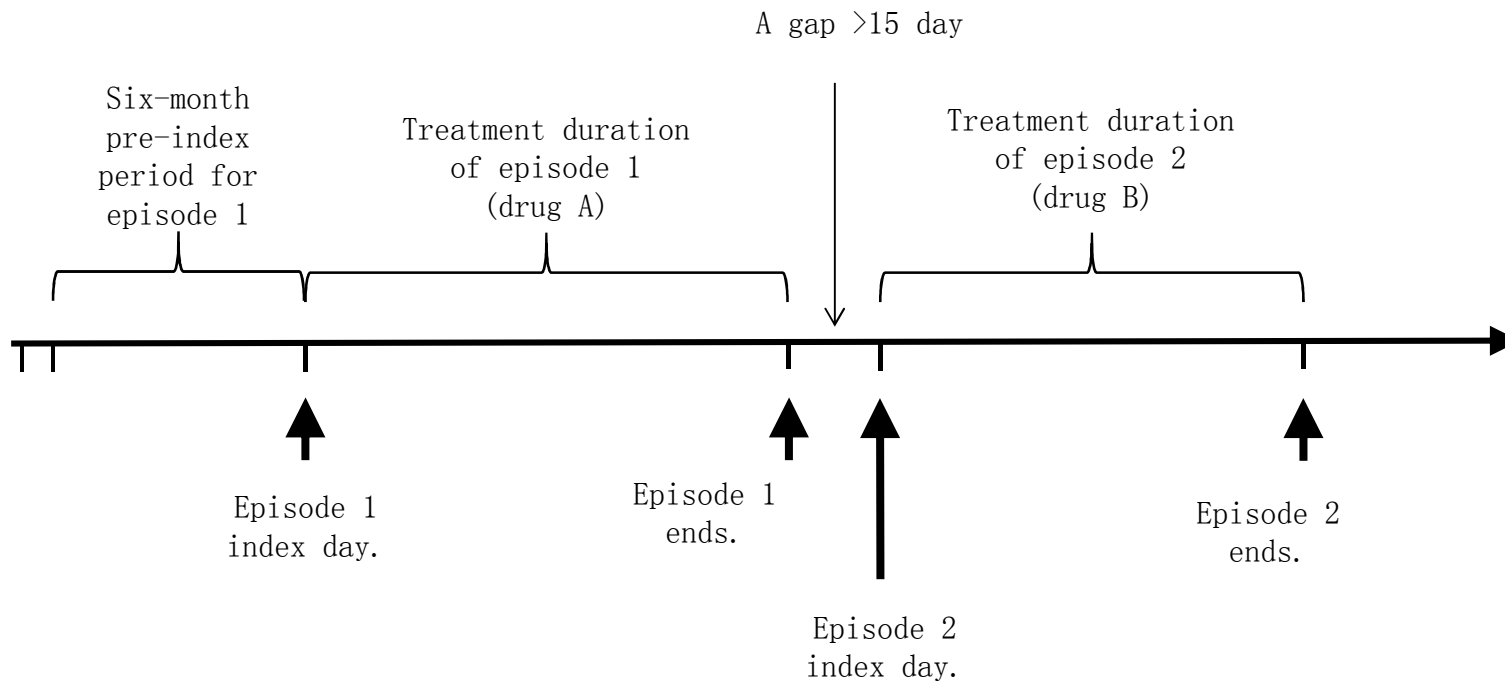 A gap >15 day
Six-month
pre-index
period for
episode 1
Treatment duration
of episode 1
(drug A)
Treatment duration
of episode 2
(drug B)
Episode 1
index day.
Episode 1
ends.
Episode 2
index day.
Episode 2
ends.